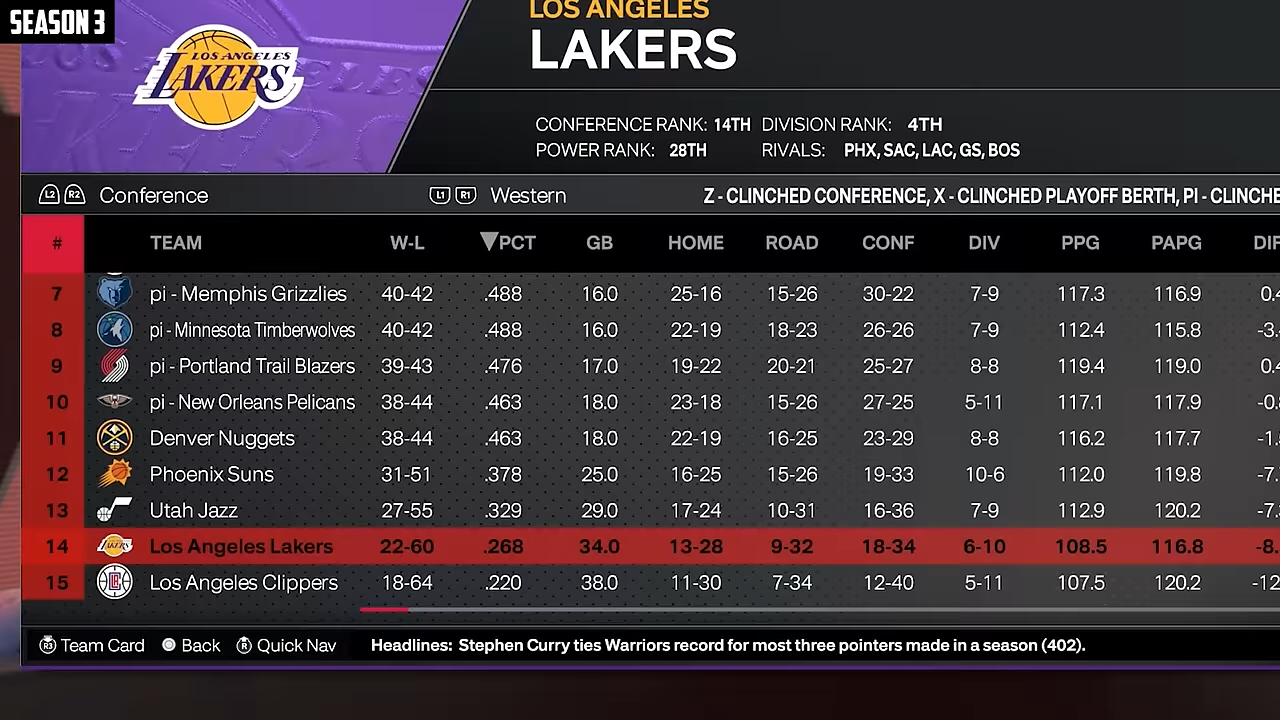 SEASON 3
LOS ANGELES
LAKERS
LOS ANGELES
LAKERS
CONFERENCE RANK: 14TH DIVISION RANK: 4TH
POWER RANK: 28TH RIVALS: PHX, SAC, LAC, GS, BOS
L2 R2 Conference L1 R1 Western Z - CLINCHED CONFERENCE, X - CLINCHED PLAYOFF BERTH, PI - CLINCHE
# TEAM W-L PCT GB HOME ROAD CONF DIV PPG PAPG DIF
7 pi - Memphis Grizzlies 40-42 .488 16.0 25-16 15-26 30-22 7-9 117.3 116.9 0.4
8 pi - Minnesota Timberwolves 40-42 .488 16.0 22-19 18-23 26-26 7-9 112.4 115.8 -3.
9 pi - Portland Trail Blazers 39-43 .476 17.0 19-22 20-21 25-27 8-8 119.4 119.0 0.4
10 pi - New Orleans Pelicans 38-44 .463 18.0 23-18 15-26 27-25 5-11 117.1 117.9 -0.
11 Denver Nuggets 38-44 .463 18.0 22-19 16-25 23-29 8-8 116.2 117.7 -1.
12 Phoenix Suns 31-51 .378 25.0 16-25 15-26 19-33 10-6 112.0 119.8 -7.
13 Utah Jazz 27-55 .329 29.0 17-24 10-31 16-36 7-9 112.9 120.2 -7.
14 Los Angeles Lakers 22-60 .268 34.0 13-28 9-32 18-34 6-10 108.5 116.8 -8.
15 Los Angeles Clippers 18-64 .220 38.0 11-30 7-34 12-40 5-11 107.5 120.2 -12
R3 Team Card Back R Quick Nav Headlines: Stephen Curry ties Warriors record for most three pointers made in a season (402).